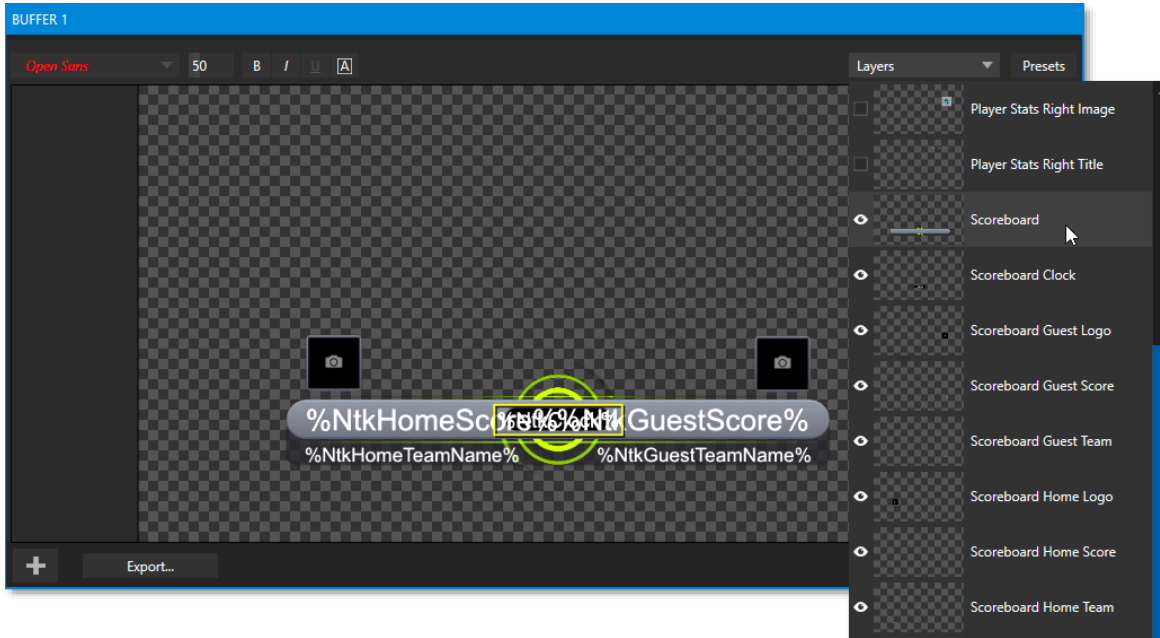 BUFFER 1
Open Sans
50
B
I
U
A
Layers
Presets
Player Stats Right Image
Player Stats Right Title
Scoreboard
Scoreboard Clock
Scoreboard Guest Logo
Scoreboard Guest Score
Scoreboard Guest Team
Scoreboard Home Logo
Scoreboard Home Score
Scoreboard Home Team
%NtkHomeSc
kGuestScore%
%NtkHomeTeamName%
%NtkGuestTeamName%
Export...